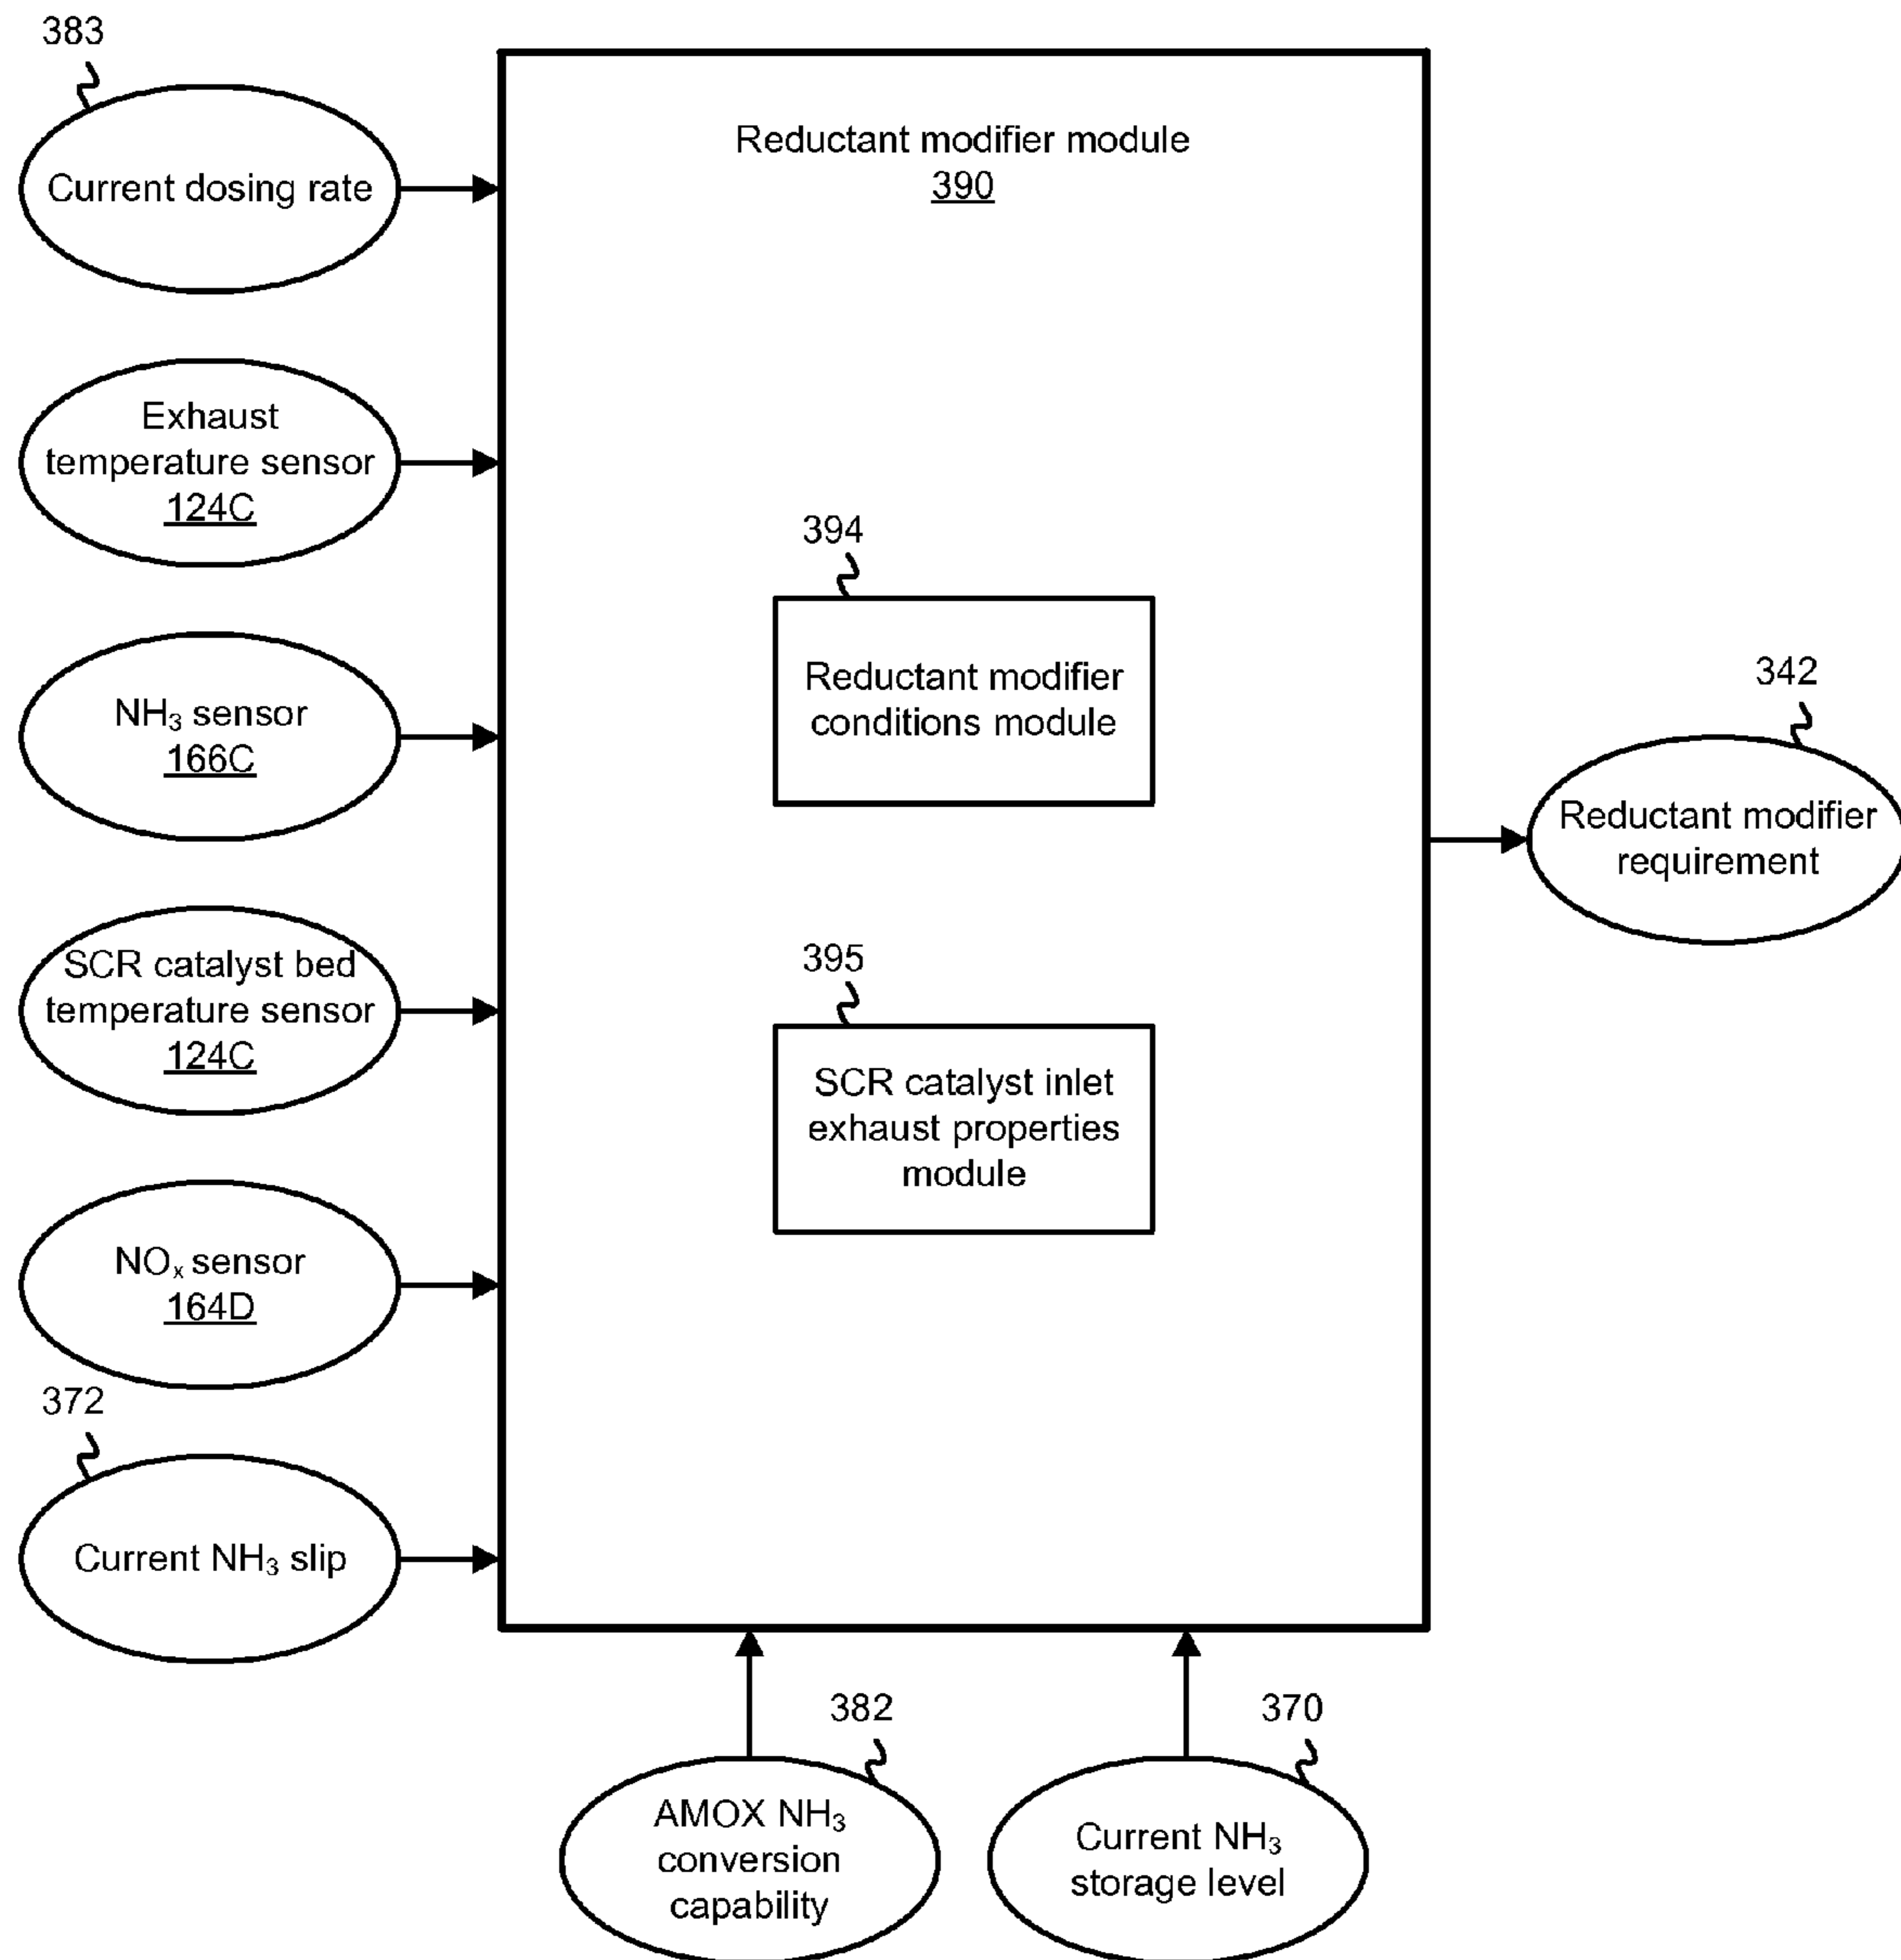 383
Current dosing rate
Reductant modifier module
390
Exhaust
temperature sensor
124C
394
NH₃ sensor
166C
Reductant modifier
conditions module
342
Reductant modifier
requirement
SCR catalyst bed
temperature sensor
124C
395
SCR catalyst inlet
exhaust properties
module
NOₓ sensor
164D
372
Current NH₃ slip
382
370
AMOX NH₃
conversion
capability
Current NH₃
storage level